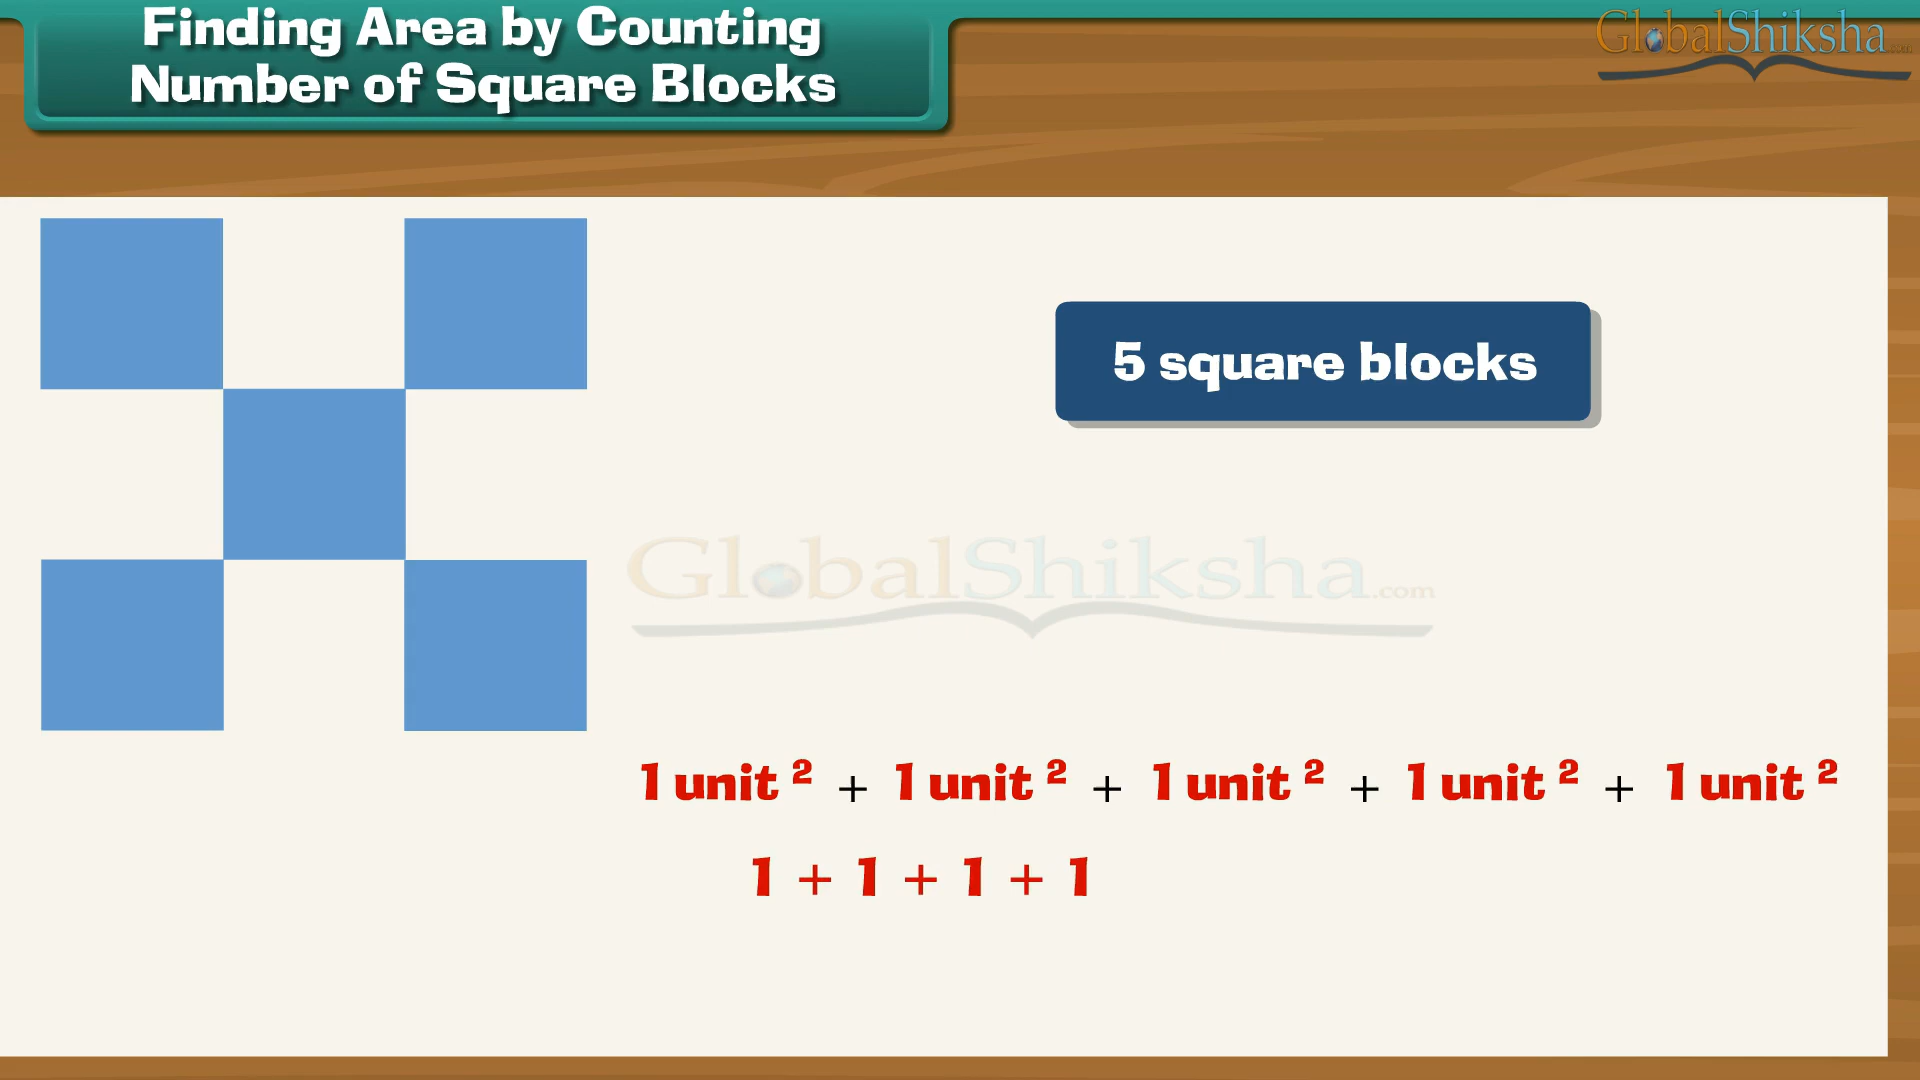 Finding Area by Counting
Number of Square Blocks
GlobalShiksha.com
5 square blocks
GlobalShiksha.com
1 unit ² + 1 unit ² + 1 unit ² + 1 unit ² + 1 unit ²
1 + 1 + 1 + 1